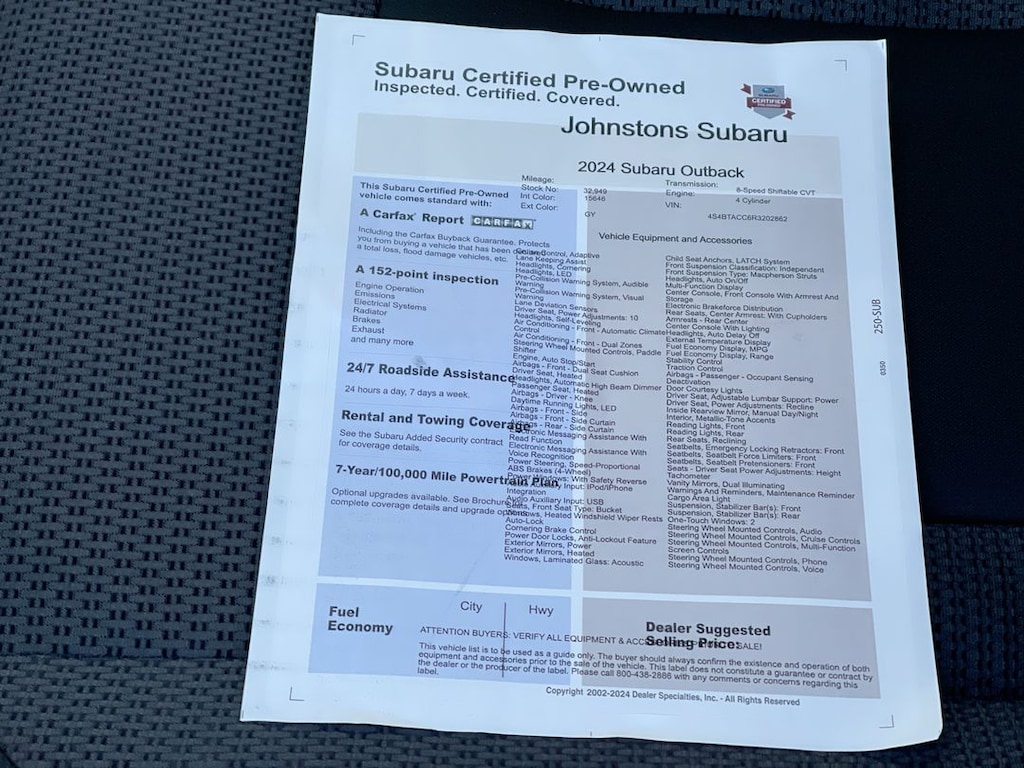 Subaru Certified Pre-Owned
Inspected. Certified. Covered.
SUBARU
CERTIFIED
PRE-OWNED
Johnstons Subaru
2024 Subaru Outback
Mileage: 32,949
Stock No: 15646
Int Color:
Ext Color: GY
Transmission: 8-Speed Shiftable CVT
Engine: 4 Cylinder
VIN: 4S4BTACC6R3202862
This Subaru Certified Pre-Owned
vehicle comes standard with:
A Carfax® Report CARFAX
Including the Carfax Buyback Guarantee. Protects
you from buying a vehicle that has been
a total loss, flood damage vehicles, etc.
A 152-point inspection
Engine Operation
Emissions
Electrical Systems
Radiator
Brakes
Exhaust
and many more
24/7 Roadside Assistance
24 hours a day, 7 days a week.
Rental and Towing Coverage
See the Subaru Added Security contract
for coverage details.
7-Year/100,000 Mile Powertrain Plan
Optional upgrades available. See Brochure
complete coverage details and upgrade
Vehicle Equipment and Accessories
Control, Adaptive
Lane Keeping Assist
Headlights, Cornering
Headlights, LED
Pre-Collision Warning System, Audible
Warning
Pre-Collision Warning System, Visual
Warning
Lane Deviation Sensors
Driver Seat, Power Adjustments: 10
Headlights, Self-Leveling
Air Conditioning - Front - Automatic Climate
Control
Air Conditioning - Front - Dual Zones
Steering Wheel Mounted Controls, Paddle
Shifter
Engine, Auto Stop/Start
Airbags - Front - Dual Seat Cushion
Driver Seat, Heated
Headlights, Automatic High Beam Dimmer
Passenger Seat, Heated
Airbags - Driver - Knee
Daytime Running Lights, LED
Airbags - Front - Side
Airbags - Front - Side Curtain
Airbags - Rear - Side Curtain
Electronic Messaging Assistance With
Read Function
Electronic Messaging Assistance With
Voice Recognition
Power Steering, Speed-Proportional
ABS Brakes (4-Wheel)
Power Windows: With Safety Reverse
Input: IPod/IPhone
Integration
Audio Auxiliary Input: USB
Seats, Front Seat Type: Bucket
Windows, Heated Windshield Wiper Rests
Auto-Lock
Cornering Brake Control
Power Door Locks, Anti-Lockout Feature
Exterior Mirrors, Power
Exterior Mirrors, Heated
Windows, Laminated Glass: Acoustic
Child Seat Anchors, LATCH System
Front Suspension Classification: Independent
Front Suspension Type: Macpherson Struts
Headlights, Auto On/Off
Multi-Function Display
Center Console, Front Console With Armrest And
Storage
Electronic Brakeforce Distribution
Rear Seats, Center Armrest: With Cupholders
Armrests - Rear Center
Center Console With Lighting
Headlights, Auto Delay Off
External Temperature Display
Fuel Economy Display, MPG
Fuel Economy Display, Range
Stability Control
Traction Control
Airbags - Passenger - Occupant Sensing
Deactivation
Door Courtesy Lights
Driver Seat, Adjustable Lumbar Support: Power
Driver Seat, Power Adjustments: Recline
Inside Rearview Mirror, Manual Day/Night
Interior, Metallic-Tone Accents
Reading Lights, Front
Reading Lights, Rear
Rear Seats, Reclining
Seatbelts, Emergency Locking Retractors: Front
Seatbelts, Seatbelt Force Limiters: Front
Seatbelts, Seatbelt Pretensioners: Front
Seats - Driver Seat Power Adjustments: Height
Tachometer
Vanity Mirrors, Dual Illuminating
Warnings And Reminders, Maintenance Reminder
Cargo Area Light
Suspension, Stabilizer Bar(s): Front
Suspension, Stabilizer Bar(s): Rear
One-Touch Windows: 2
Steering Wheel Mounted Controls, Audio
Steering Wheel Mounted Controls, Cruise Controls
Steering Wheel Mounted Controls, Multi-Function
Screen Controls
Steering Wheel Mounted Controls, Phone
Steering Wheel Mounted Controls, Voice
250-SUB
0350
Fuel
Economy
City
Hwy
Dealer Suggested
Selling Price:
ATTENTION BUYERS: VERIFY ALL EQUIPMENT & SALE!
This vehicle list is to be used as a guide only. The buyer should always confirm the existence and operation of both
equipment and accessories prior to the sale of the vehicle. This label does not constitute a guarantee or contract by
the dealer or the producer of the label. Please call 800-438-2886 with any comments or concerns regarding this
label.
Copyright 2002-2024 Dealer Specialties, Inc. - All Rights Reserved